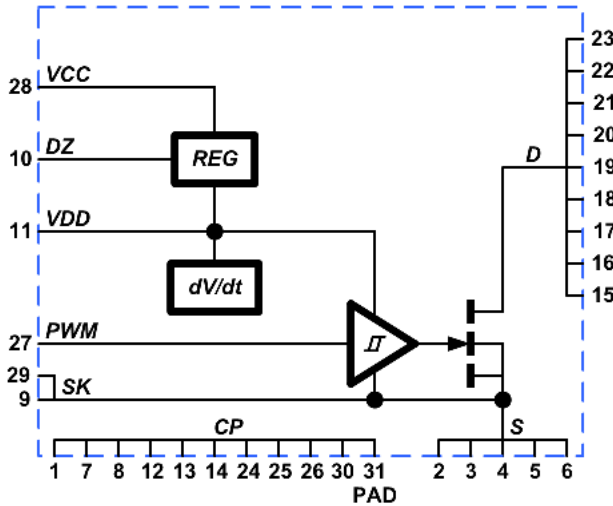 23
28 VCC 22
21
20
10 DZ REG D 19
18
11 VDD 17
16
dV/dt 15
27 PWM
29
9 SK
CP S
1 7 8 12 13 14 24 25 26 30 31 2 3 4 5 6
PAD